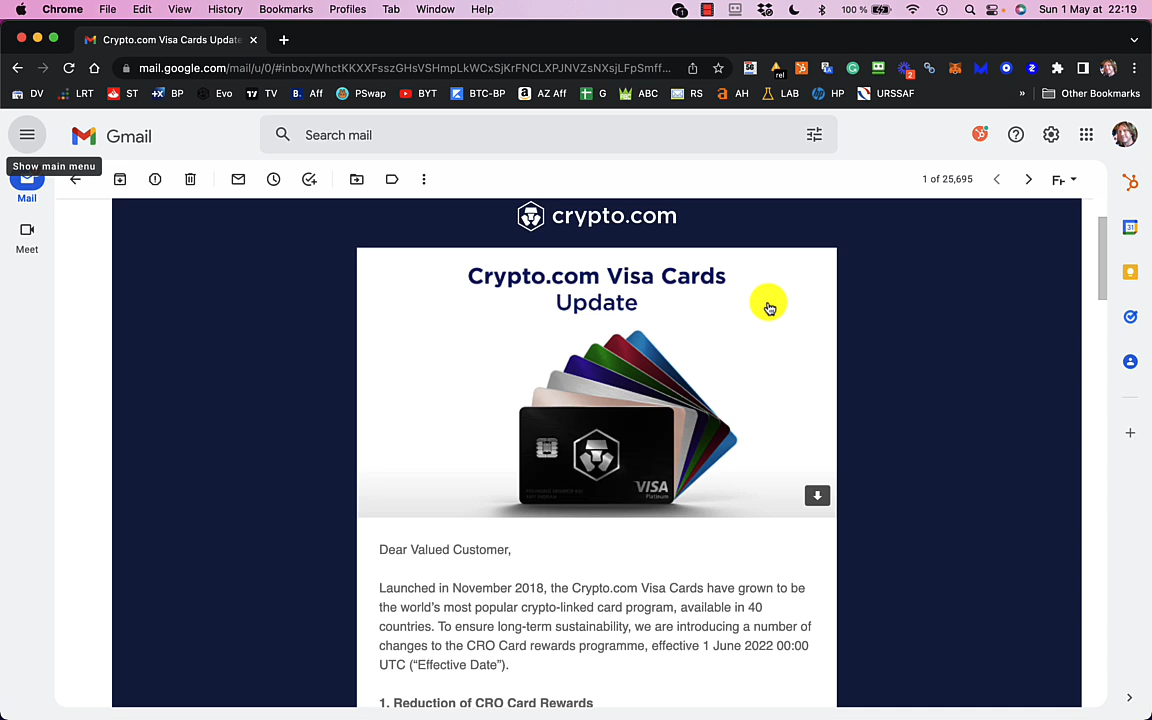 Chrome File Edit View History Bookmarks Profiles Tab Window Help 100 % Sun 1 May at 22:19
Crypto.com Visa Cards Update
mail.google.com/mail/u/0/#inbox/WhctKKXXFsszGHsVSHmpLkWCxSjKrFNCLXPJNVZsNXsjLFpSmff...
DV LRT ST BP Evo TV Aff PSwap BYT BTC-BP AZ Aff G ABC RS AH LAB HP URSSAF » Other Bookmarks
Gmail Search mail
Show main menu
1 of 25,695 Fr
Mail
Meet
crypto.com
Crypto.com Visa Cards
Update
VISA
Platinum
Dear Valued Customer,
Launched in November 2018, the Crypto.com Visa Cards have grown to be
the world's most popular crypto-linked card program, available in 40
countries. To ensure long-term sustainability, we are introducing a number of
changes to the CRO Card rewards programme, effective 1 June 2022 00:00
UTC ("Effective Date").
1. Reduction of CRO Card Rewards